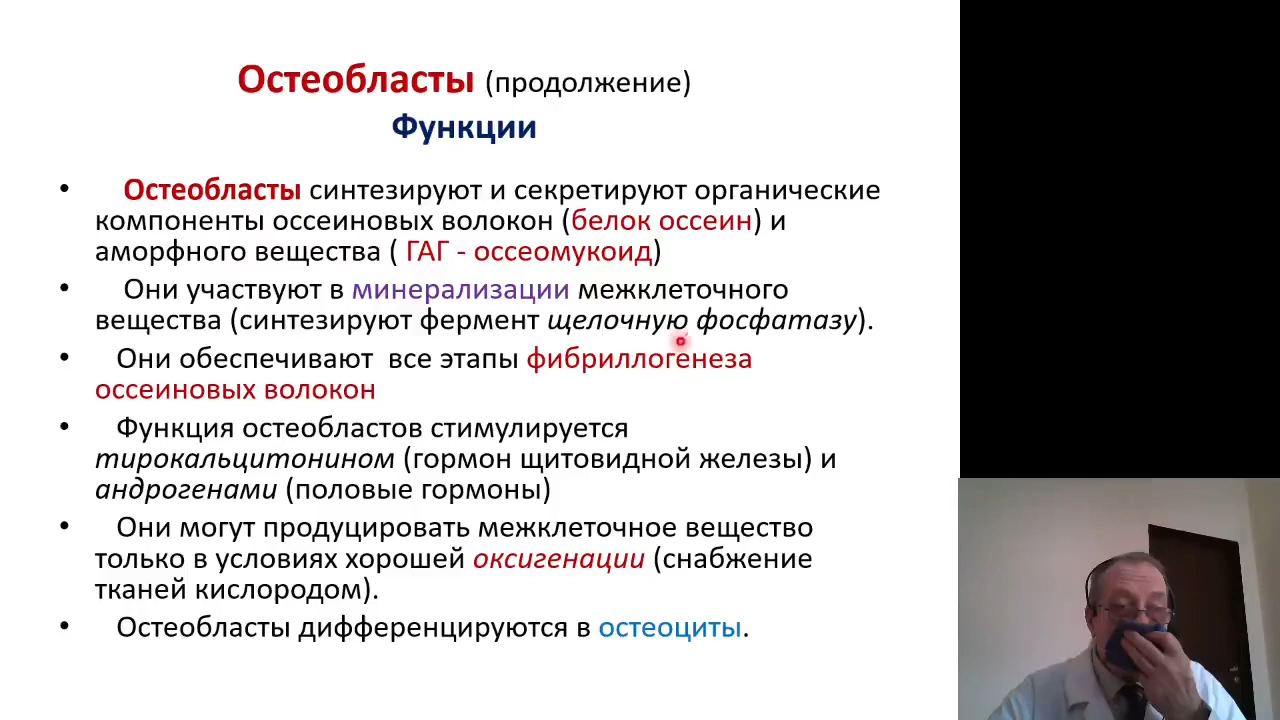 Остеобласты (продолжение)
Функции
• Остеобласты синтезируют и секретируют органические
компоненты оссеиновых волокон (белок оссеин) и
аморфного вещества ( ГАГ - оссеомукоид)
• Они участвуют в минерализации межклеточного
вещества (синтезируют фермент щелочную фосфатазу).
• Они обеспечивают все этапы фибриллогенеза
оссеиновых волокон
• Функция остеобластов стимулируется
тирокальцитонином (гормон щитовидной железы) и
андрогенами (половые гормоны)
• Они могут продуцировать межклеточное вещество
только в условиях хорошей оксигенации (снабжение
тканей кислородом).
• Остеобласты дифференцируются в остеоциты.